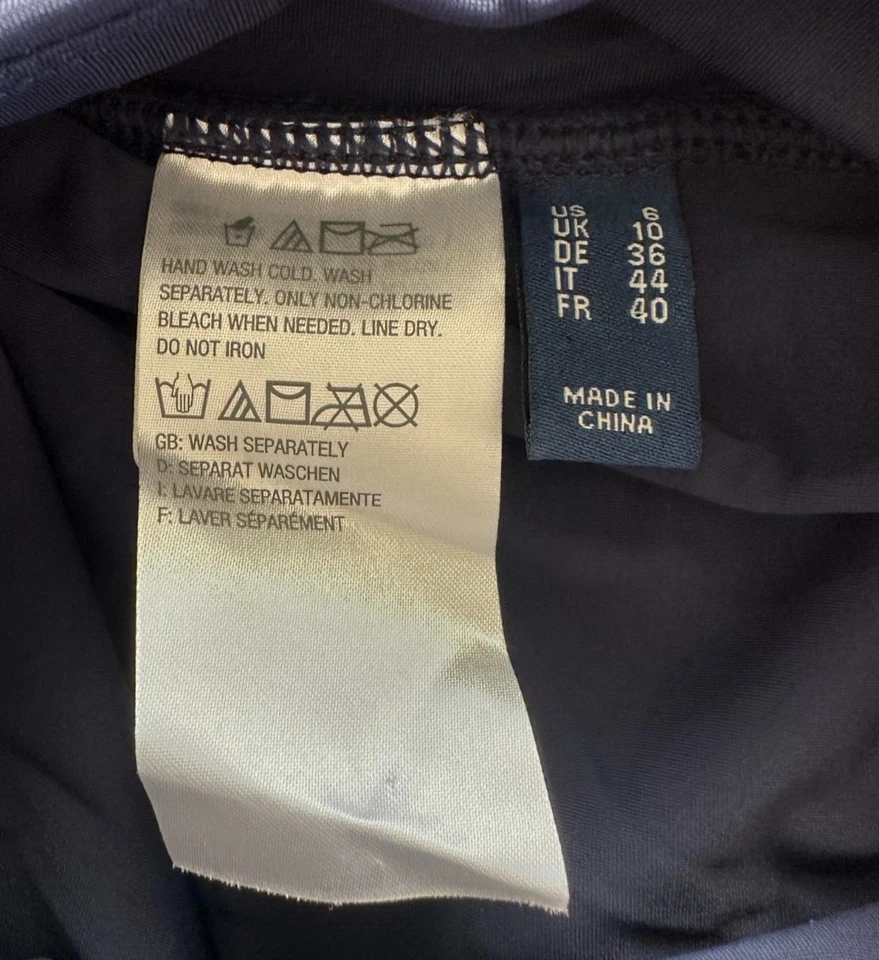 HAND WASH COLD. WASH
SEPARATELY. ONLY NON-CHLORINE
BLEACH WHEN NEEDED. LINE DRY.
DO NOT IRON
GB: WASH SEPARATELY
D: SEPARAT WASCHEN
I: LAVARE SEPARATAMENTE
F: LAVER SÉPARÉMENT
US 6
UK 10
DE 36
IT 44
FR 40
MADE IN
CHINA